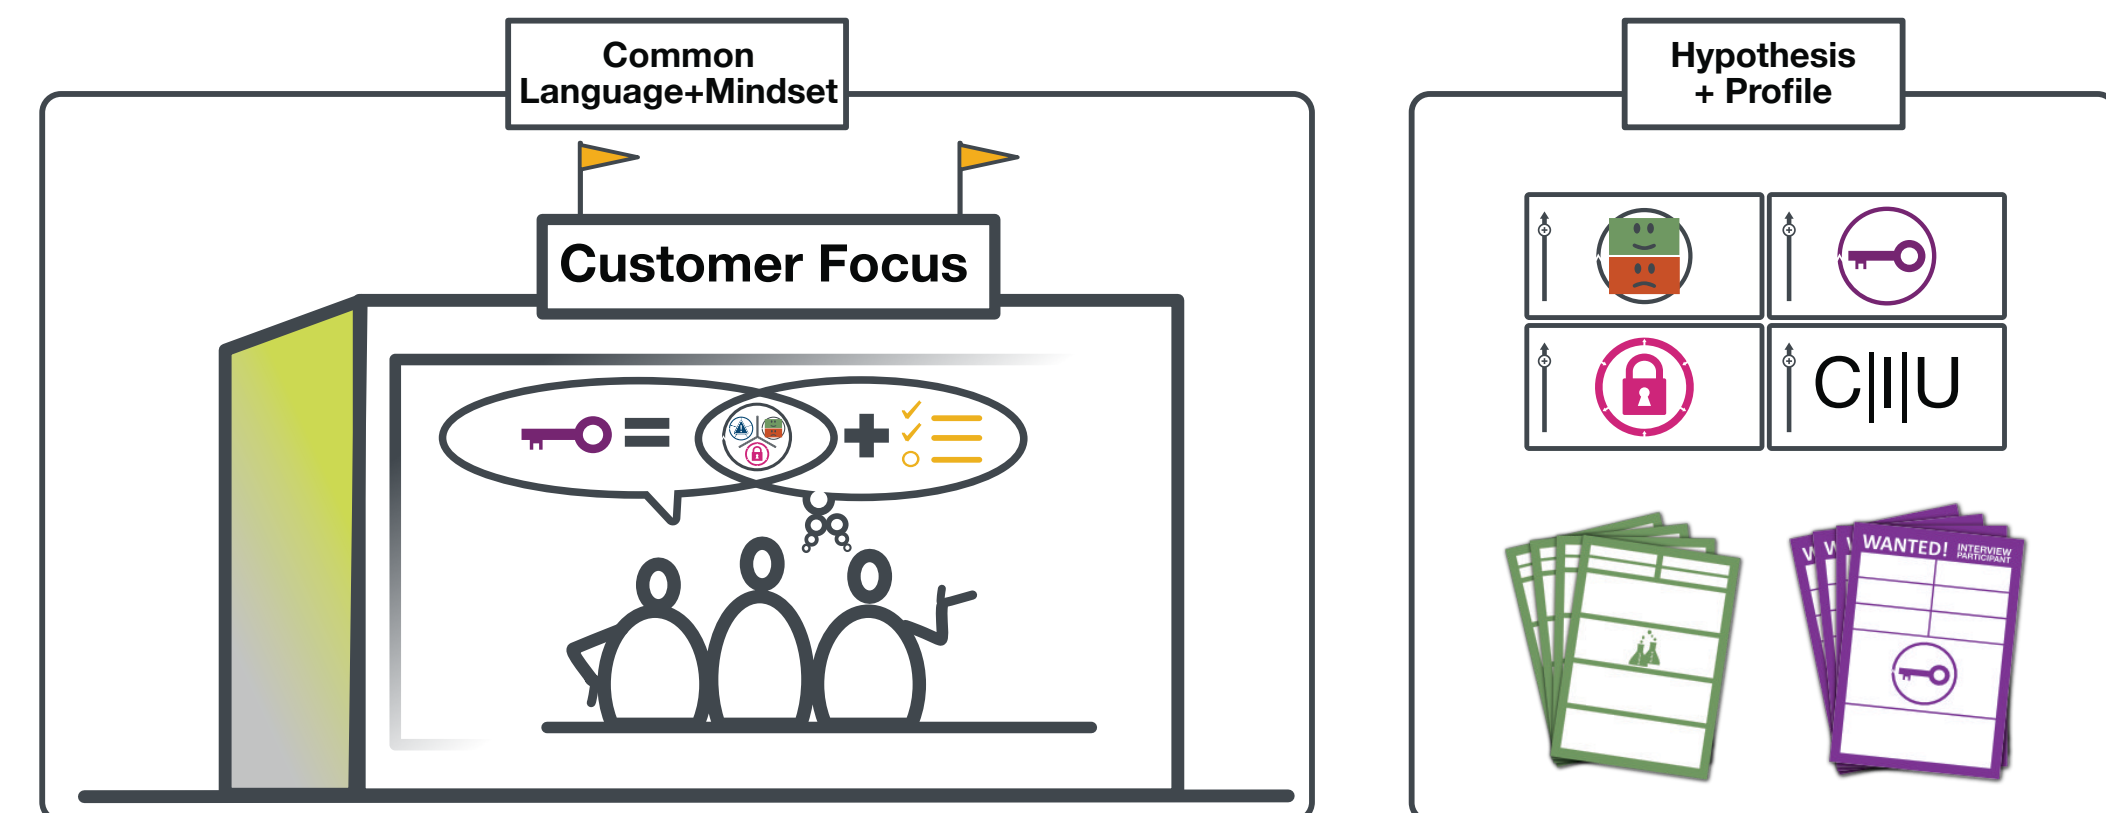 Common
Language+Mindset
Customer Focus
Hypothesis
+ Profile
C|I|U
W
W
WANTED! INTERVIEW
PARTICIPANT